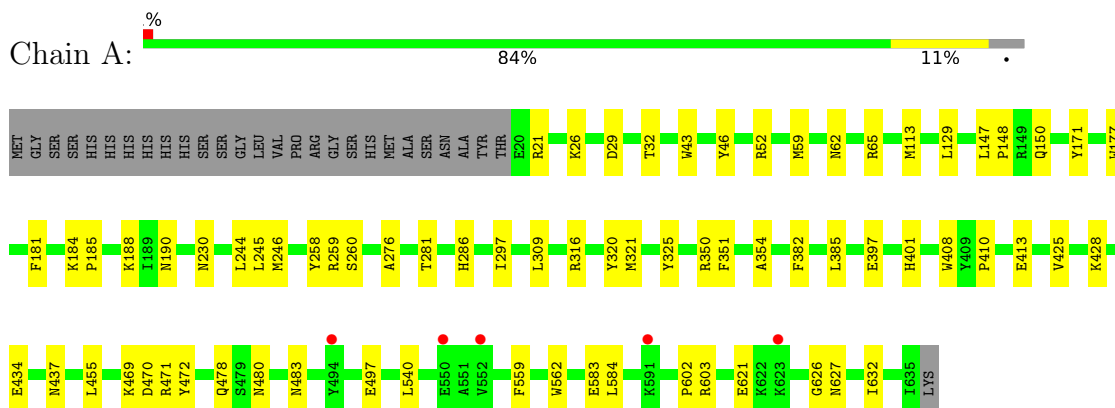 .%
Chain A:
84% 11% •
MET GLY SER SER HIS HIS HIS HIS HIS HIS SER SER GLY LEU VAL PRO ARG GLY SER HIS MET ALA SER ASN ALA TYR THR E20 R21 K26 D29 T32 W43 Y46 R52 M59 N62 R65 M113 L129 L147 P148 R149 Q150 Y171 W177
F181 K184 P185 K188 I189 N190 N230 L244 L245 M246 Y258 R259 S260 A276 T281 H286 I297 L309 R316 Y320 M321 Y325 R350 F351 A354 F382 L385 E397 H401 W408 Y409 P410 E413 V425 K428
E434 N437 L455 K469 D470 R471 Y472 Q478 S479 N480 N483 Y494 E497 L540 E550 A551 V552 F559 W562 E583 L584 K591 P602 R603 E621 K622 K623 G626 N627 I632 I635 LYS